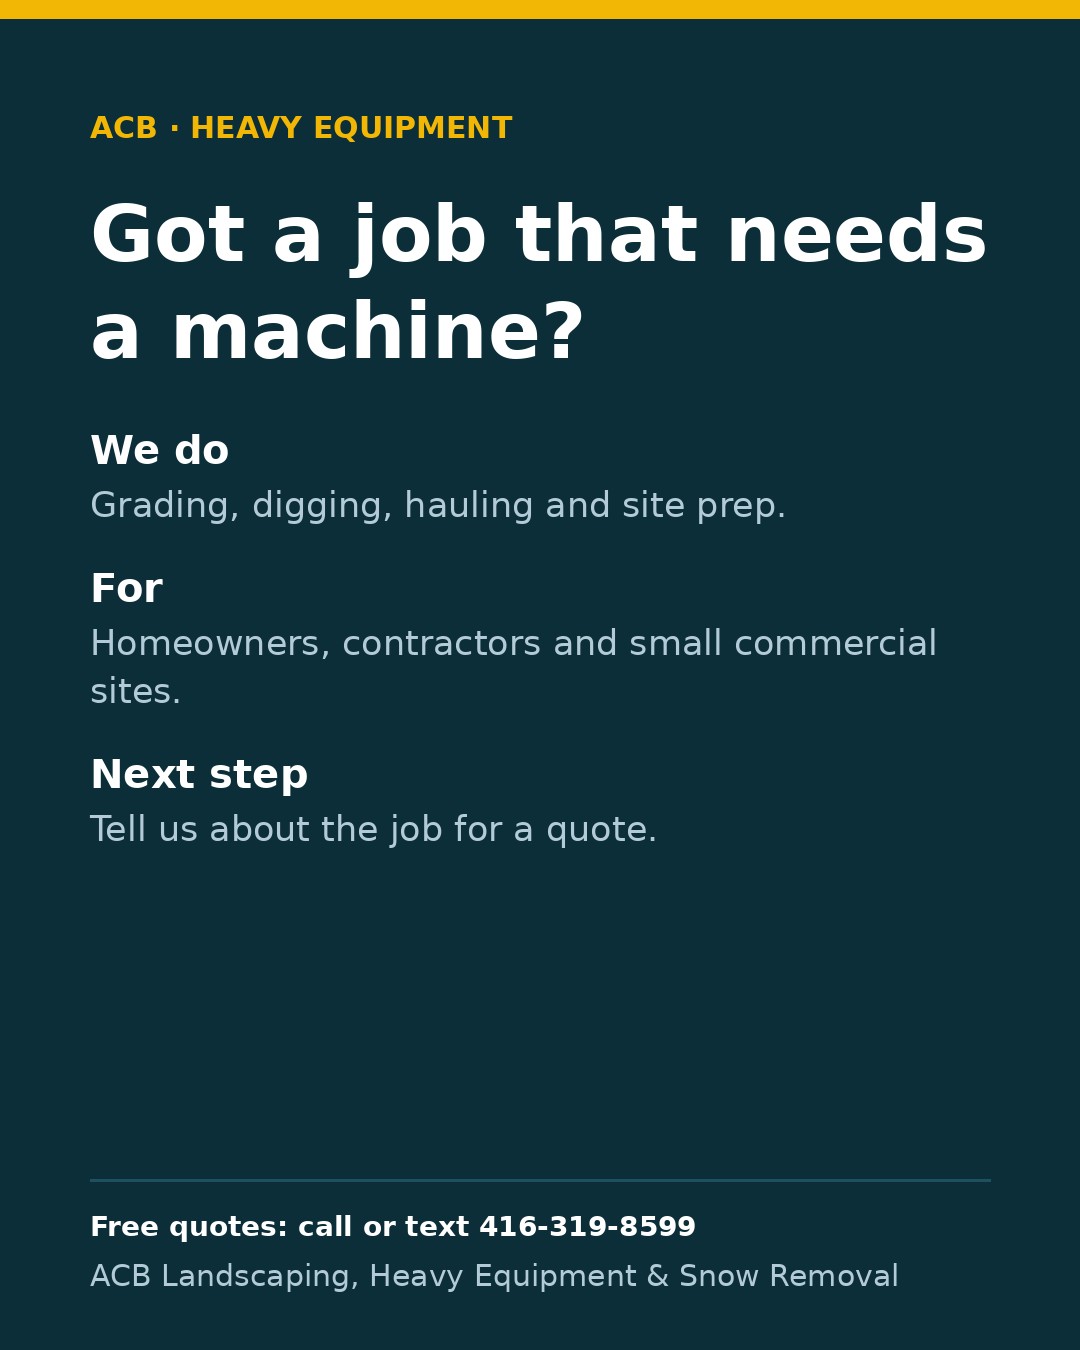 ACB · HEAVY EQUIPMENT
Got a job that needs
a machine?
We do
Grading, digging, hauling and site prep.
For
Homeowners, contractors and small commercial
sites.
Next step
Tell us about the job for a quote.
Free quotes: call or text 416-319-8599
ACB Landscaping, Heavy Equipment & Snow Removal